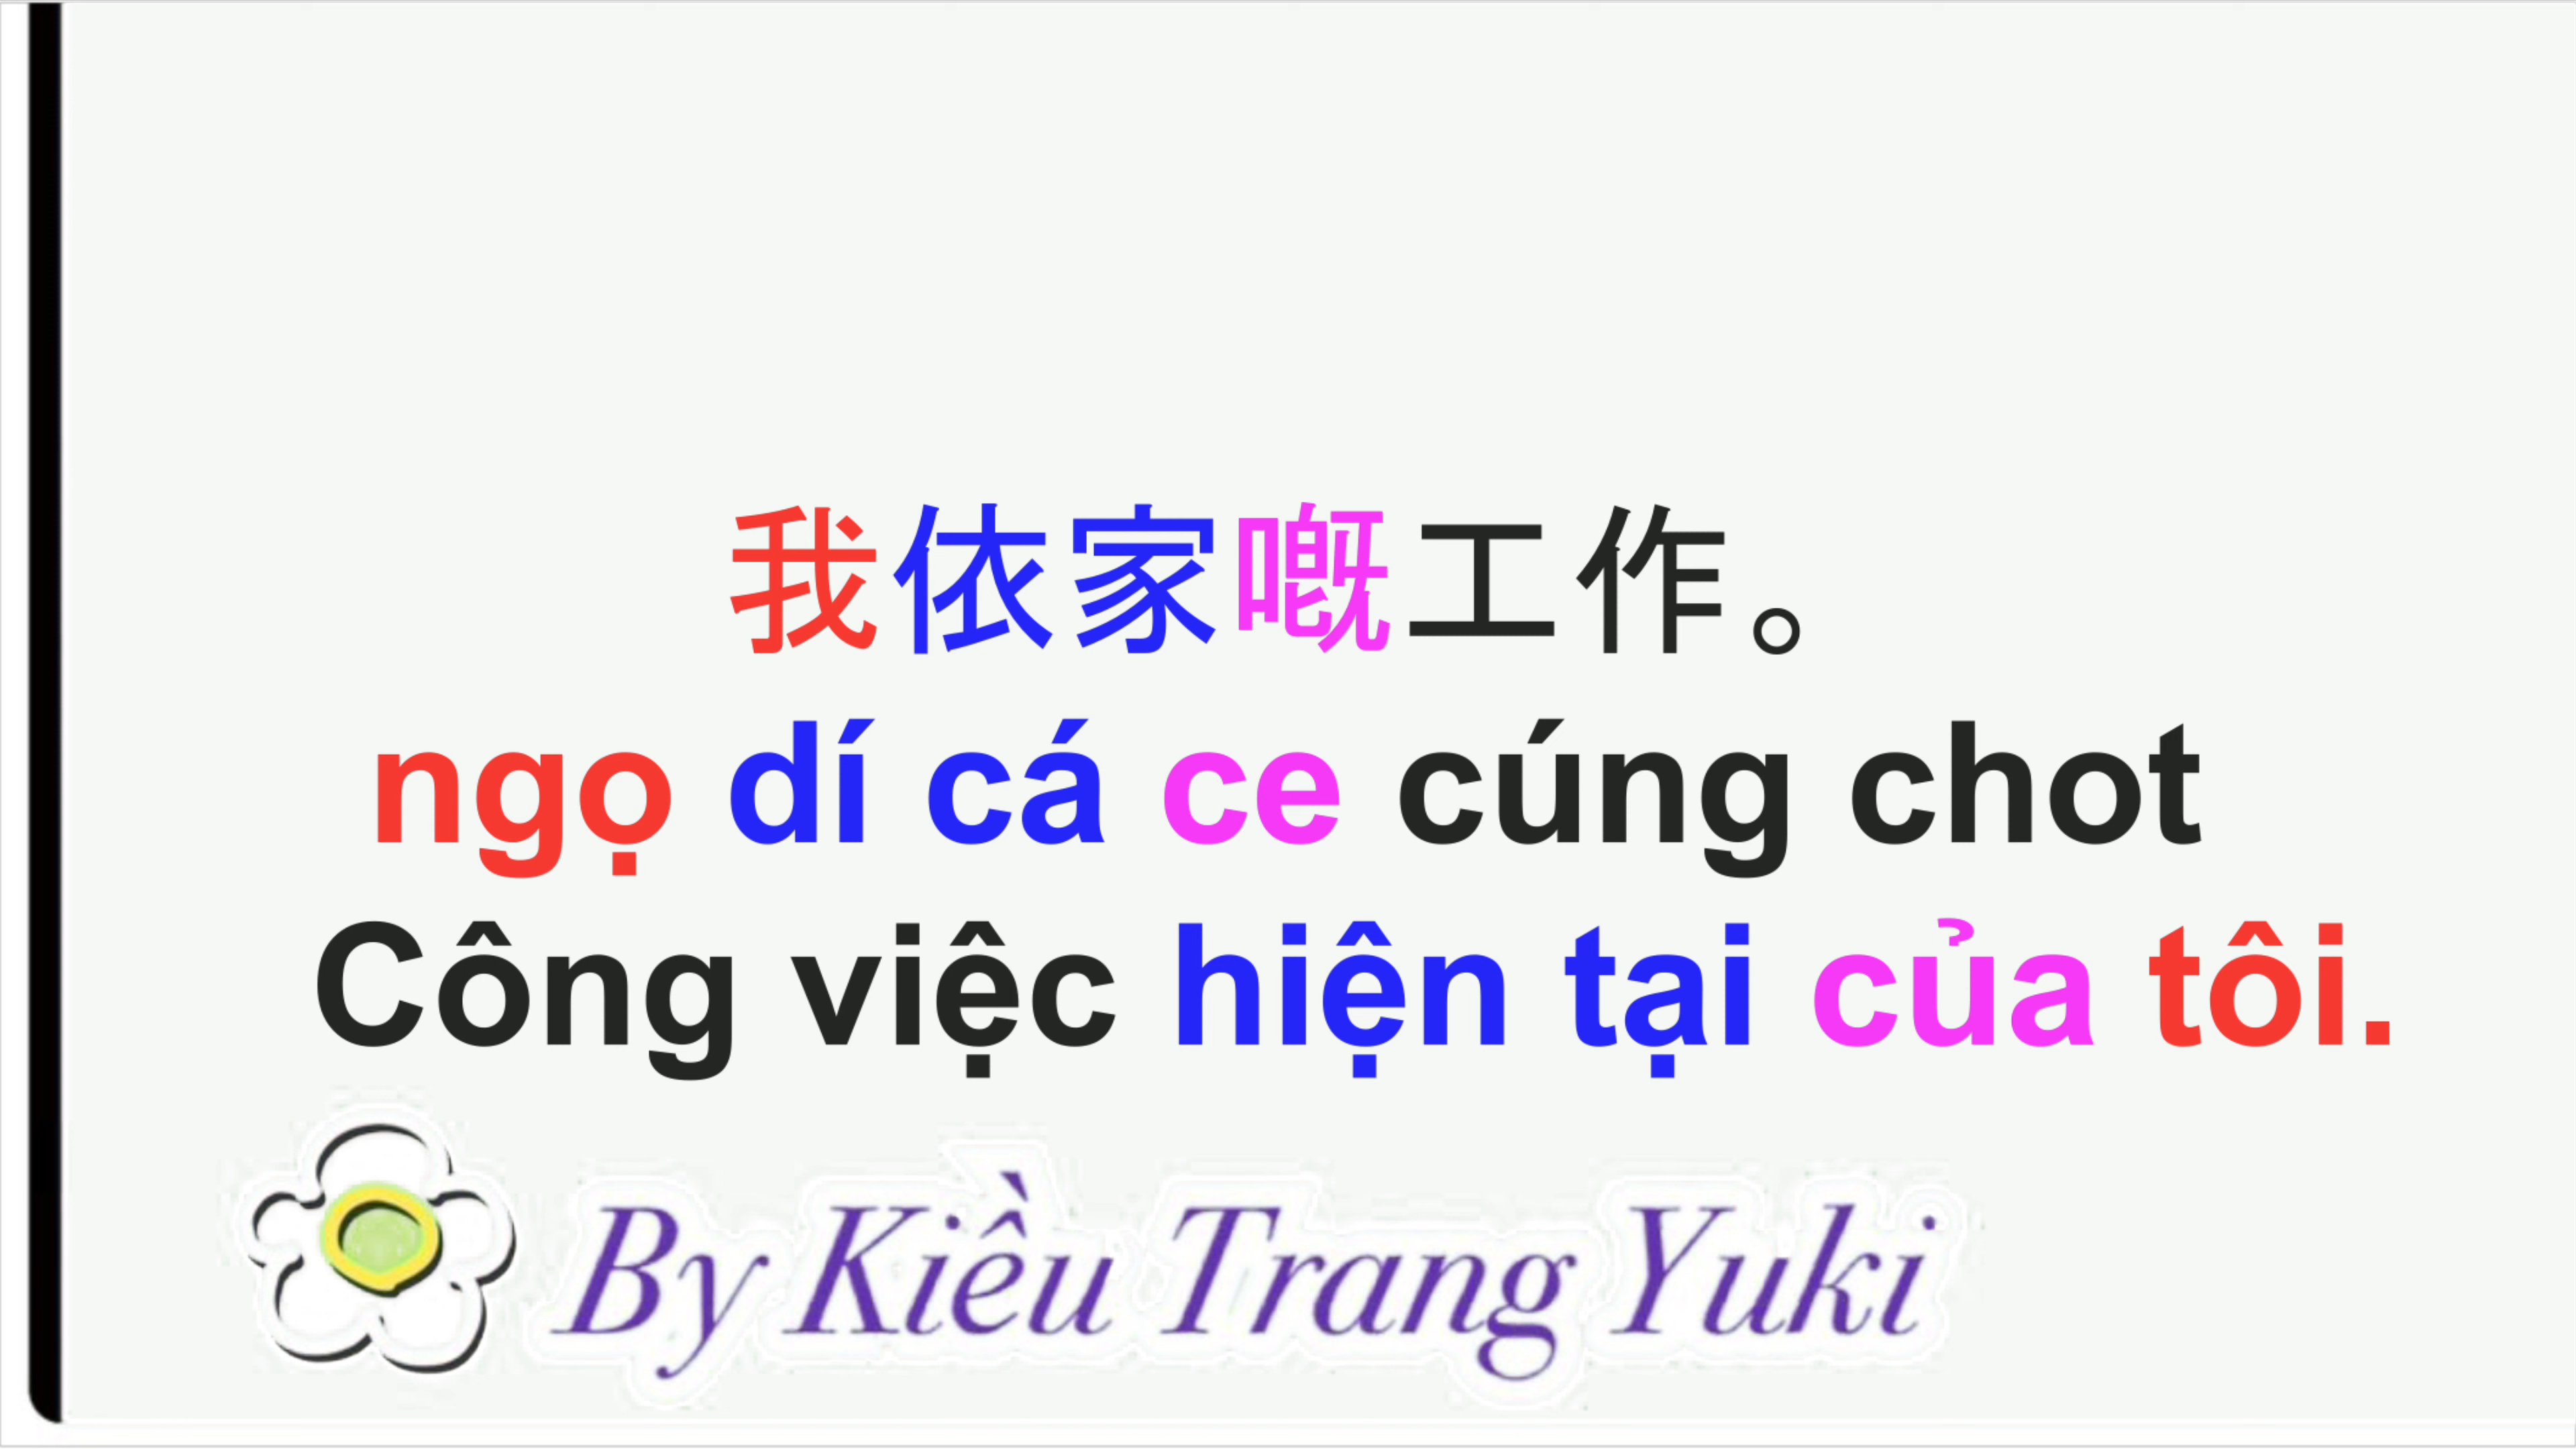 我依家嘅工作。
ngọ dí cá ce cúng chot
Công việc hiện tại của tôi.
By Kiều Trang Yuki